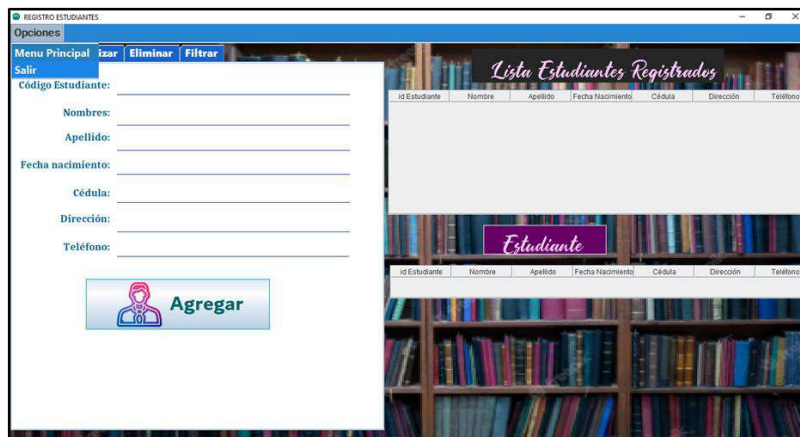 REGISTRO ESTUDIANTES
Opciones
Menu Principal izar Eliminar Filtrar
Salir
Lista Estudiantes Registrados
Código Estudiante:
Nombres:
Apellido:
Fecha nacimiento:
Cédula:
Dirección:
Teléfono:
Agregar
id Estudiante Nombre Apellido Fecha Nacimiento Cédula Dirección Teléfono
Estudiante
id Estudiante Nombre Apellido Fecha Nacimiento Cédula Dirección Teléfono